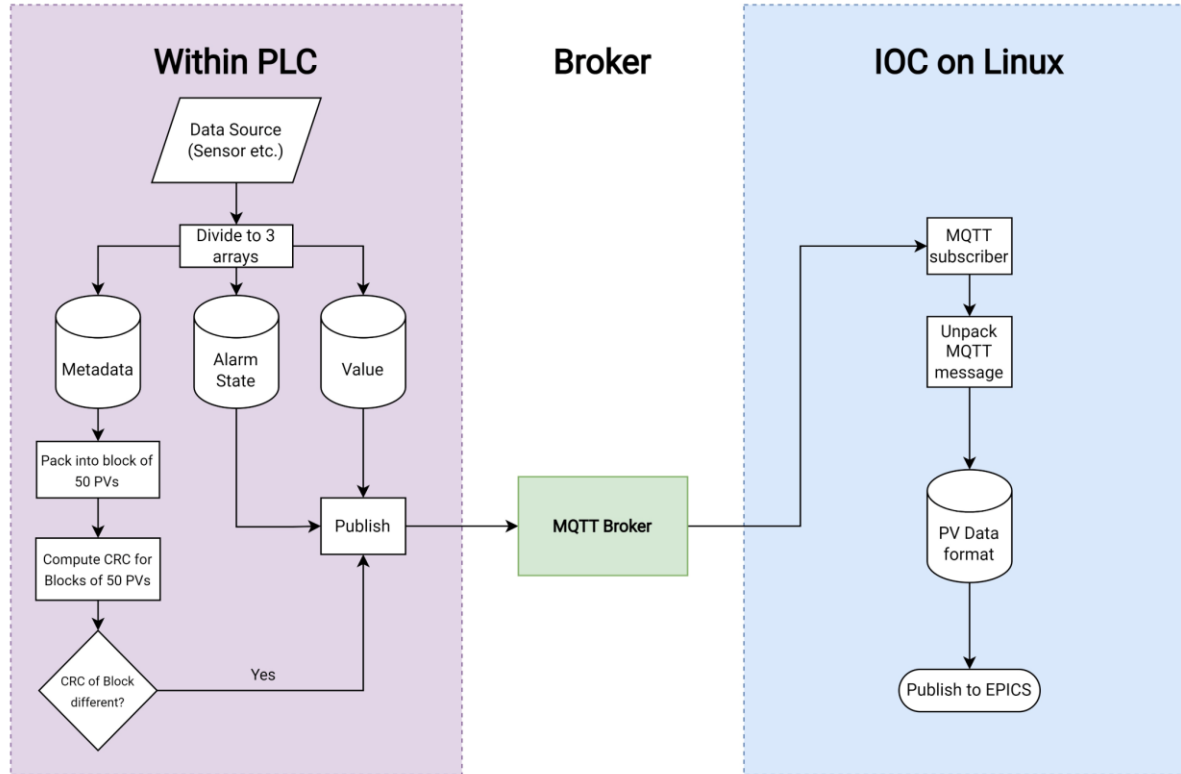 Within PLC
Broker
IOC on Linux
Data Source
(Sensor etc.)
Divide to 3
arrays
Metadata
Alarm
State
Value
Pack into block of
50 PVs
Compute CRC for
Blocks of 50 PVs
CRC of Block
different?
Yes
Publish
MQTT Broker
MQTT
subscriber
Unpack
MQTT
message
PV Data
format
Publish to EPICS